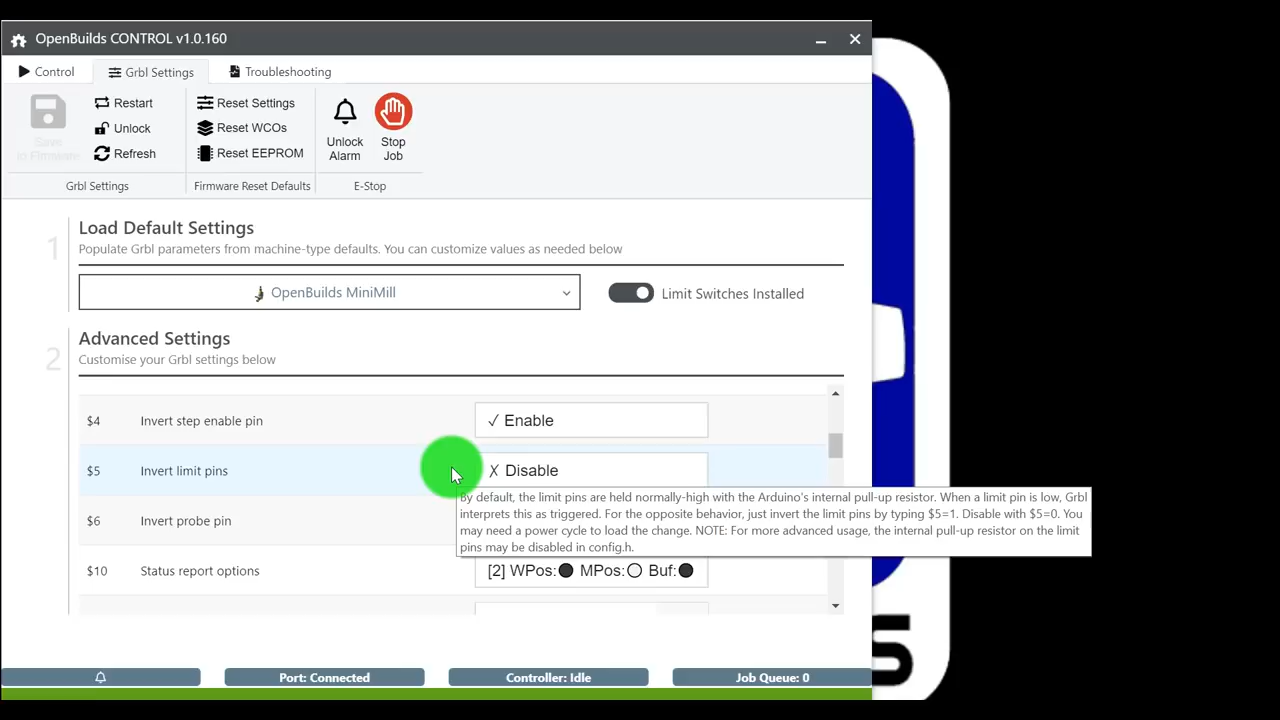 OpenBuilds CONTROL v1.0.160
Control
Grbl Settings
Troubleshooting
Save
to Firmware
Restart
Unlock
Refresh
Grbl Settings
Reset Settings
Reset WCOs
Reset EEPROM
Firmware Reset Defaults
Unlock
Alarm
Stop
Job
E-Stop
1
Load Default Settings
Populate Grbl parameters from machine-type defaults. You can customize values as needed below
OpenBuilds MiniMill
Limit Switches Installed
2
Advanced Settings
Customise your Grbl settings below
$4 Invert step enable pin ✓ Enable
$5 Invert limit pins X Disable
By default, the limit pins are held normally-high with the Arduino's internal pull-up resistor. When a limit pin is low, Grbl
interprets this as triggered. For the opposite behavior, just invert the limit pins by typing $5=1. Disable with $5=0. You
may need a power cycle to load the change. NOTE: For more advanced usage, the internal pull-up resistor on the limit
pins may be disabled in config.h.
$6 Invert probe pin
$10 Status report options [2] WPos: MPos: Buf:
Port: Connected
Controller: Idle
Job Queue: 0
S